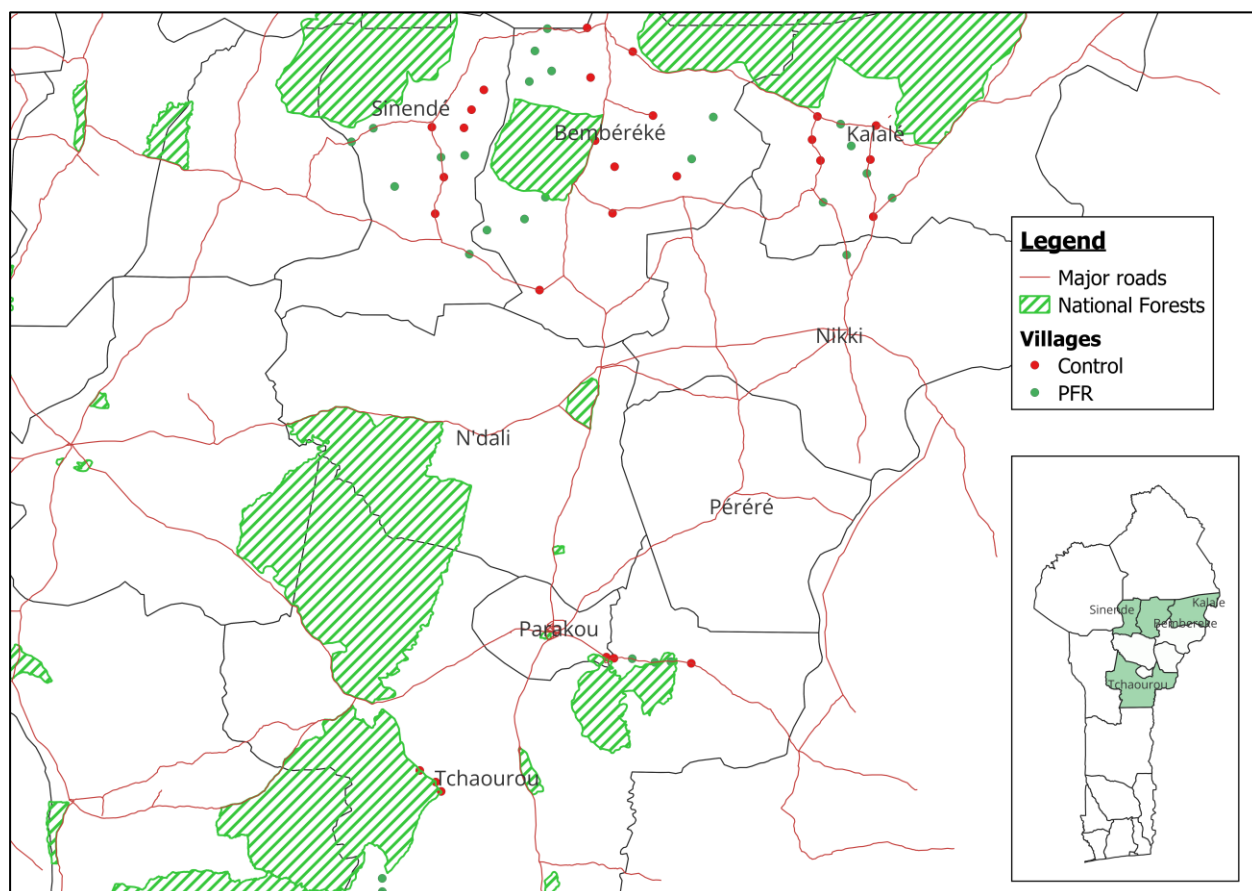 Sinendé
Bembéréké
Kalalé
Nikki
N'dali
Péréré
Parakou
Tchaourou
Legend
Major roads
National Forests
Villages
Control
PFR
Sinende
Kalale
Bembereke
Tchaourou